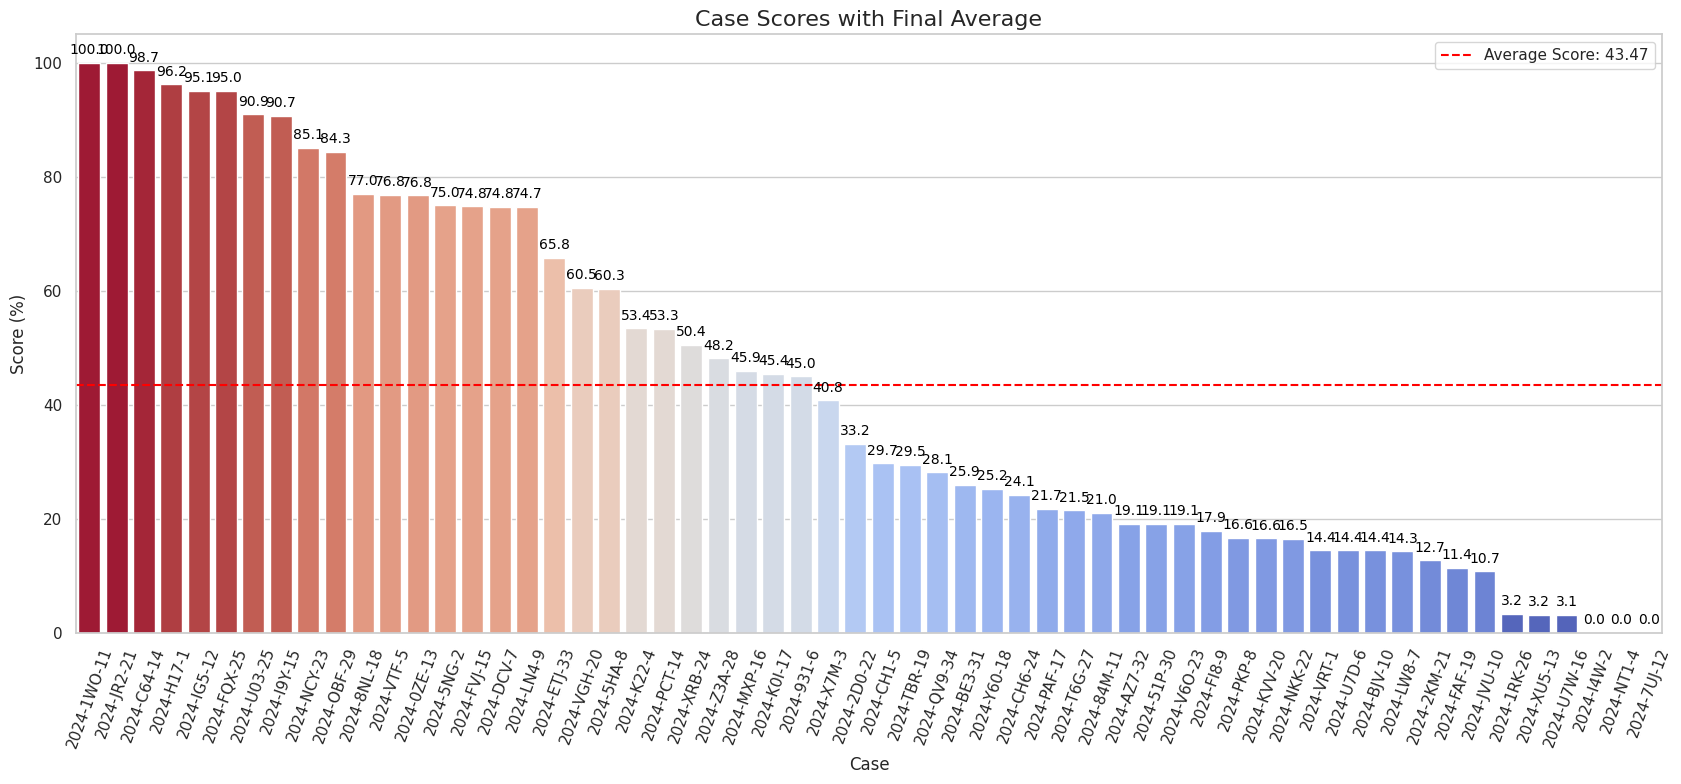 Case Scores with Final Average
Average Score: 43.47
Score (%)
100
80
60
40
20
0
100.0 100.0 98.7 96.2 95.1 95.0 90.9 90.7 85.1 84.3 77.0 76.8 76.8 75.0 74.8 74.8 74.7 65.8 60.5 60.3 53.4 53.3 50.4 48.2 45.9 45.4 45.0 40.8 33.2 29.7 29.5 28.1 25.9 25.2 24.1 21.7 21.5 21.0 19.1 19.1 19.1 17.9 16.6 16.6 16.5 14.4 14.4 14.4 14.3 12.7 11.4 10.7 3.2 3.2 3.1 0.0 0.0 0.0
2024-1WO-11
2024-JR2-21
2024-C64-14
2024-H17-1
2024-IG5-12
2024-FQX-25
2024-U03-25
2024-I9Y-15
2024-NCY-23
2024-OBF-29
2024-8NL-18
2024-VTF-5
2024-0ZE-13
2024-5NG-2
2024-FVJ-15
2024-DCV-7
2024-LN4-9
2024-ETJ-33
2024-VGH-20
2024-5HA-8
2024-K22-4
2024-PCT-14
2024-XRB-24
2024-Z3A-28
2024-MXP-16
2024-K0I-17
2024-931-6
2024-X7M-3
2024-2D0-22
2024-CH1-5
2024-TBR-19
2024-QV9-34
2024-BE3-31
2024-Y60-18
2024-CH6-24
2024-PAF-17
2024-T6G-27
2024-84M-11
2024-AZ7-32
2024-51P-30
2024-V6O-23
2024-FI8-9
2024-PKP-8
2024-KVV-20
2024-NKK-22
2024-VRT-1
2024-U7D-6
2024-BJV-10
2024-LW8-7
2024-2KM-21
2024-FAF-19
2024-JVU-10
2024-1RK-26
2024-XU5-13
2024-U7W-16
2024-I4W-2
2024-NT1-4
2024-7UJ-12
Case